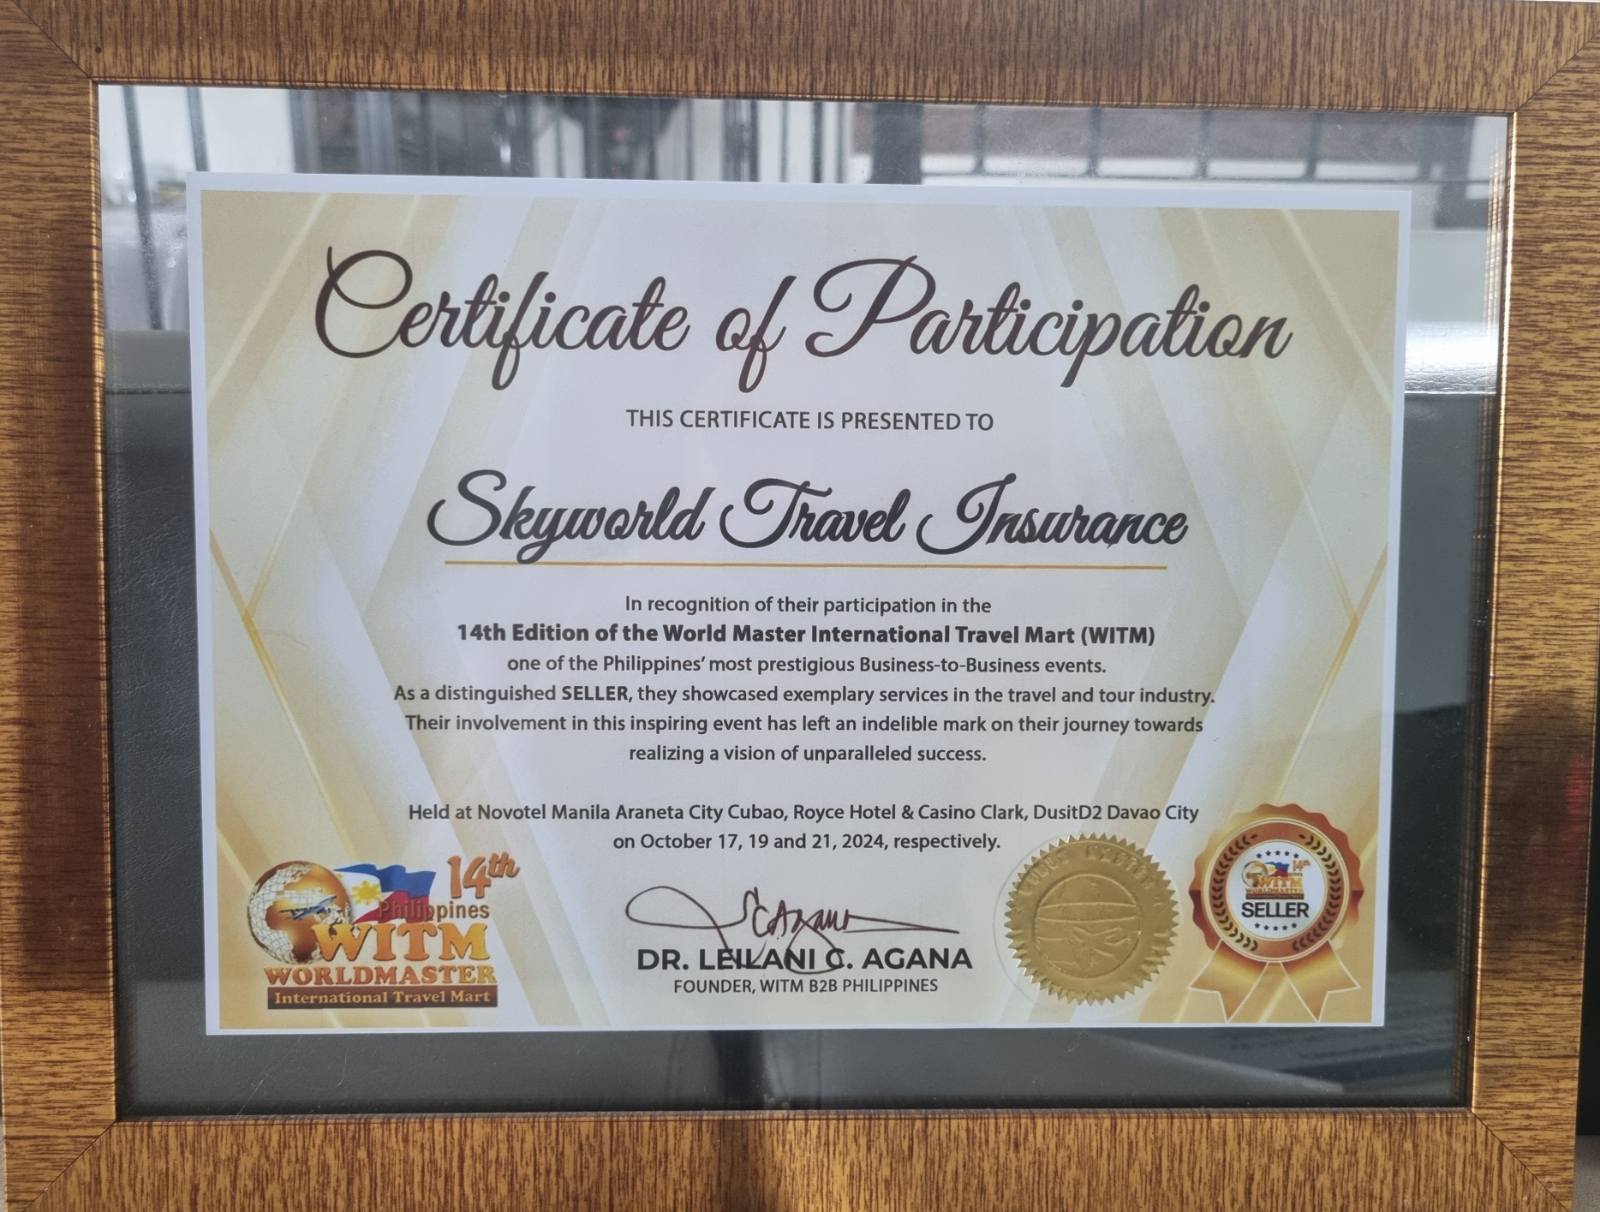 Certificate of Participation
THIS CERTIFICATE IS PRESENTED TO
Skyworld Travel Insurance
In recognition of their participation in the
14th Edition of the World Master International Travel Mart (WITM)
one of the Philippines' most prestigious Business-to-Business events.
As a distinguished SELLER, they showcased exemplary services in the travel and tour industry.
Their involvement in this inspiring event has left an indelible mark on their journey towards
realizing a vision of unparalleled success.
Held at Novotel Manila Araneta City Cubao, Royce Hotel & Casino Clark, DusitD2 Davao City
on October 17, 19 and 21, 2024, respectively.
14th
Philippines
WITM
WORLDMASTER
International Travel Mart
DR. LEILANI C. AGANA
FOUNDER, WITM B2B PHILIPPINES
14th
WITM
WORLDMASTER
SELLER